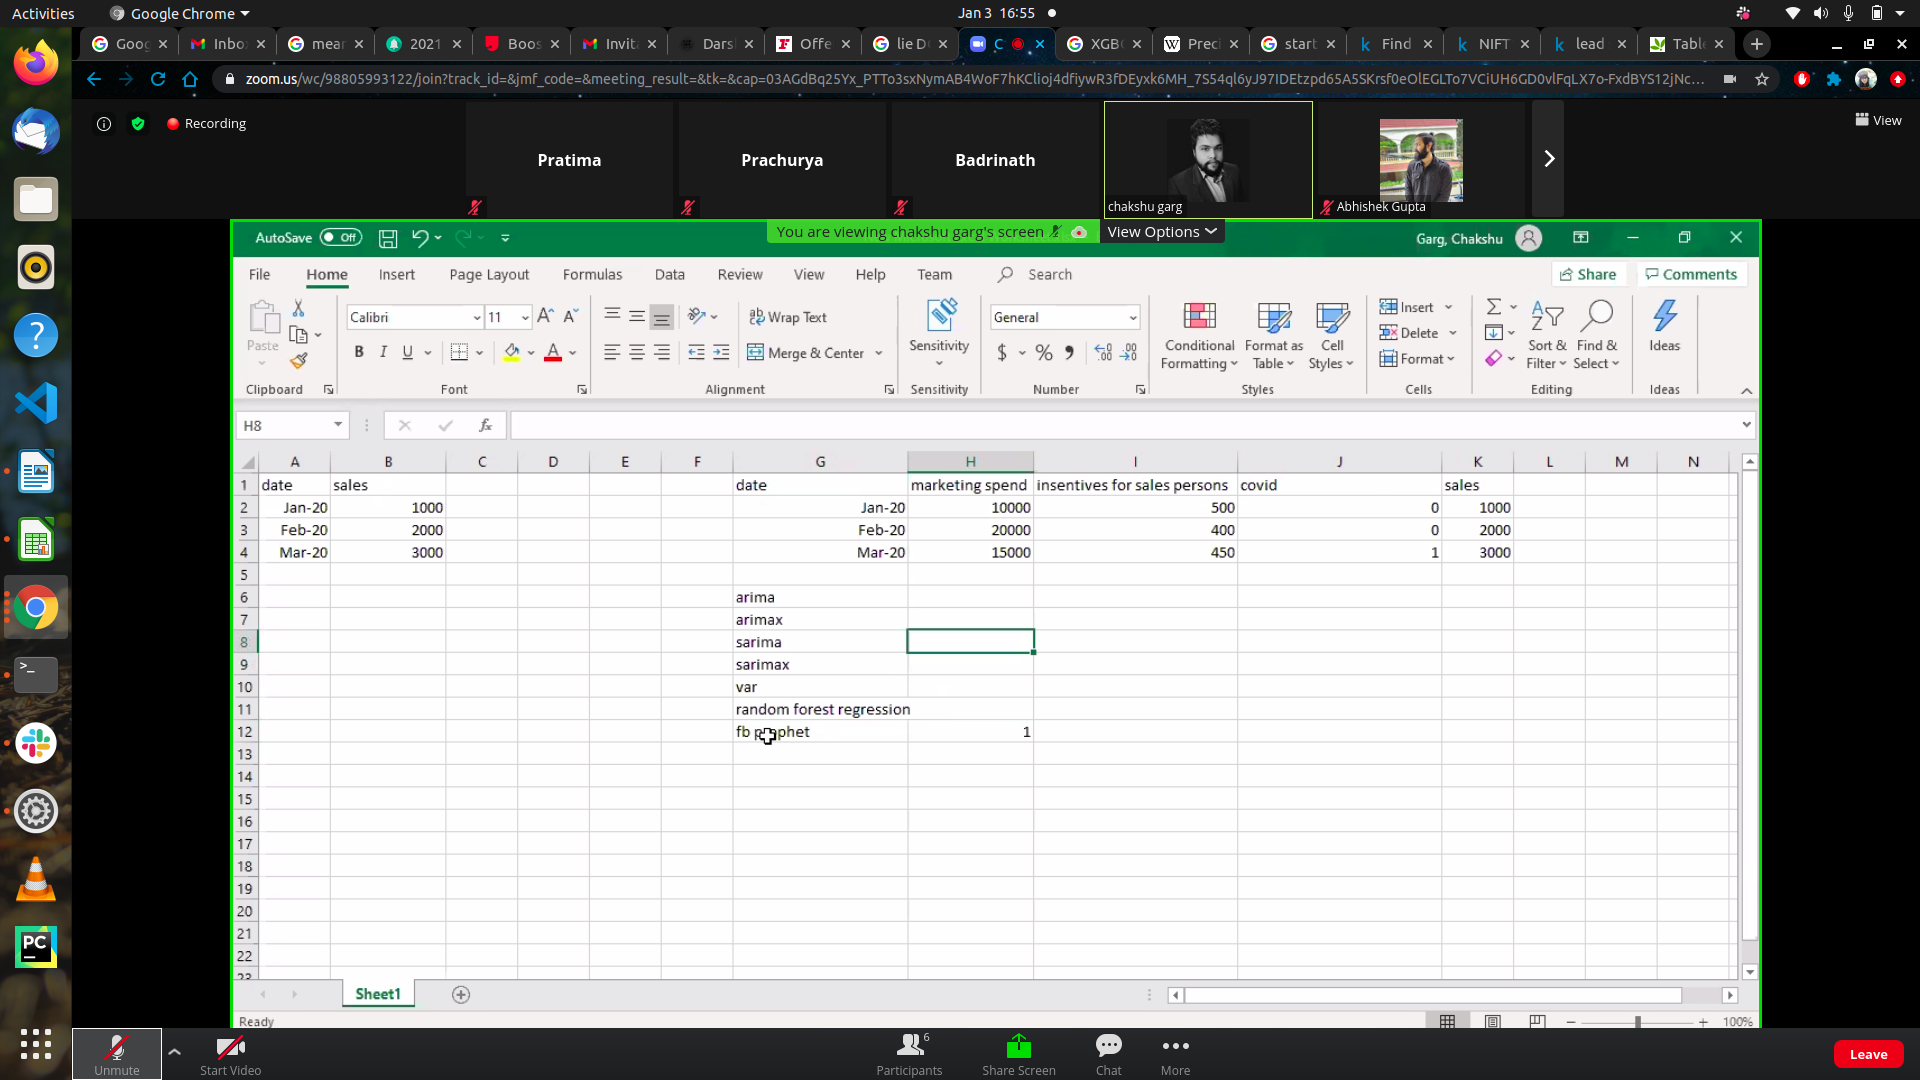 Activities
Google Chrome
Jan 3 16:55
Goog
Inbo
mear
2021
Boos
Invit
Dars
Offe
lie D
C
XGB
Prec
start
Find
NIFT
lead
Table
zoom.us/wc/98805993122/join?track_id=&jmf_code=&meeting_result=&tk=&cap=03AGdBq25Yx_PTTo3sxNymAB4WoF7hKClioj4dfiywR3fDEyxk6MH_7S54ql6yJ97IDEtzpd65A5SKrsf0eOlEGLTo7VCiUH6GD0vlFqLX7o-FxdBYS12jNc...
Recording
View
Pratima
Prachurya
Badrinath
chakshu garg
Abhishek Gupta
You are viewing chakshu garg's screen
View Options
AutoSave Off
Garg, Chakshu
File Home Insert Page Layout Formulas Data Review View Help Team Search
Share
Comments
Paste
Calibri 11
Wrap Text
Merge & Center
Sensitivity
General
Conditional Formatting
Format as Table
Cell Styles
Insert
Delete
Format
Sort & Filter
Find & Select
Ideas
Clipboard Font Alignment Sensitivity Number Styles Cells Editing Ideas
H8
fx
A B C D E F G H I J K L M N
1 date sales date marketing spend insentives for sales persons covid sales
2 Jan-20 1000 Jan-20 10000 500 0 1000
3 Feb-20 2000 Feb-20 20000 400 0 2000
4 Mar-20 3000 Mar-20 15000 450 1 3000
5
6 arima
7 arimax
8 sarima
9 sarimax
10 var
11 random forest regression
12 fb prophet 1
13
14
15
16
17
18
19
20
21
22
23
Sheet1
Ready
100%
Unmute
Start Video
Participants 6
Share Screen
Chat
More
Leave
PC